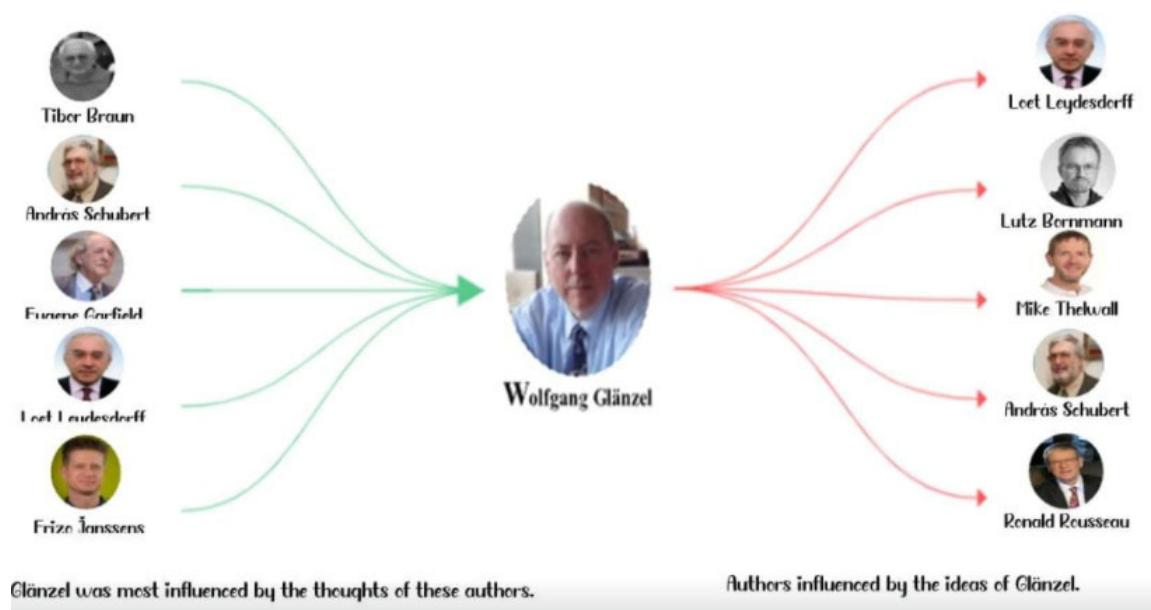 Tibor Braun
András Schubert
Eugene Garfield
Loet Leydesdorff
Frizo Janssens
Glänzel was most influenced by the thoughts of these authors.
Wolfgang Glänzel
Loet Leydesdorff
Lutz Bornmann
Mike Thelwall
András Schubert
Ronald Rousseau
Authors influenced by the ideas of Glänzel.